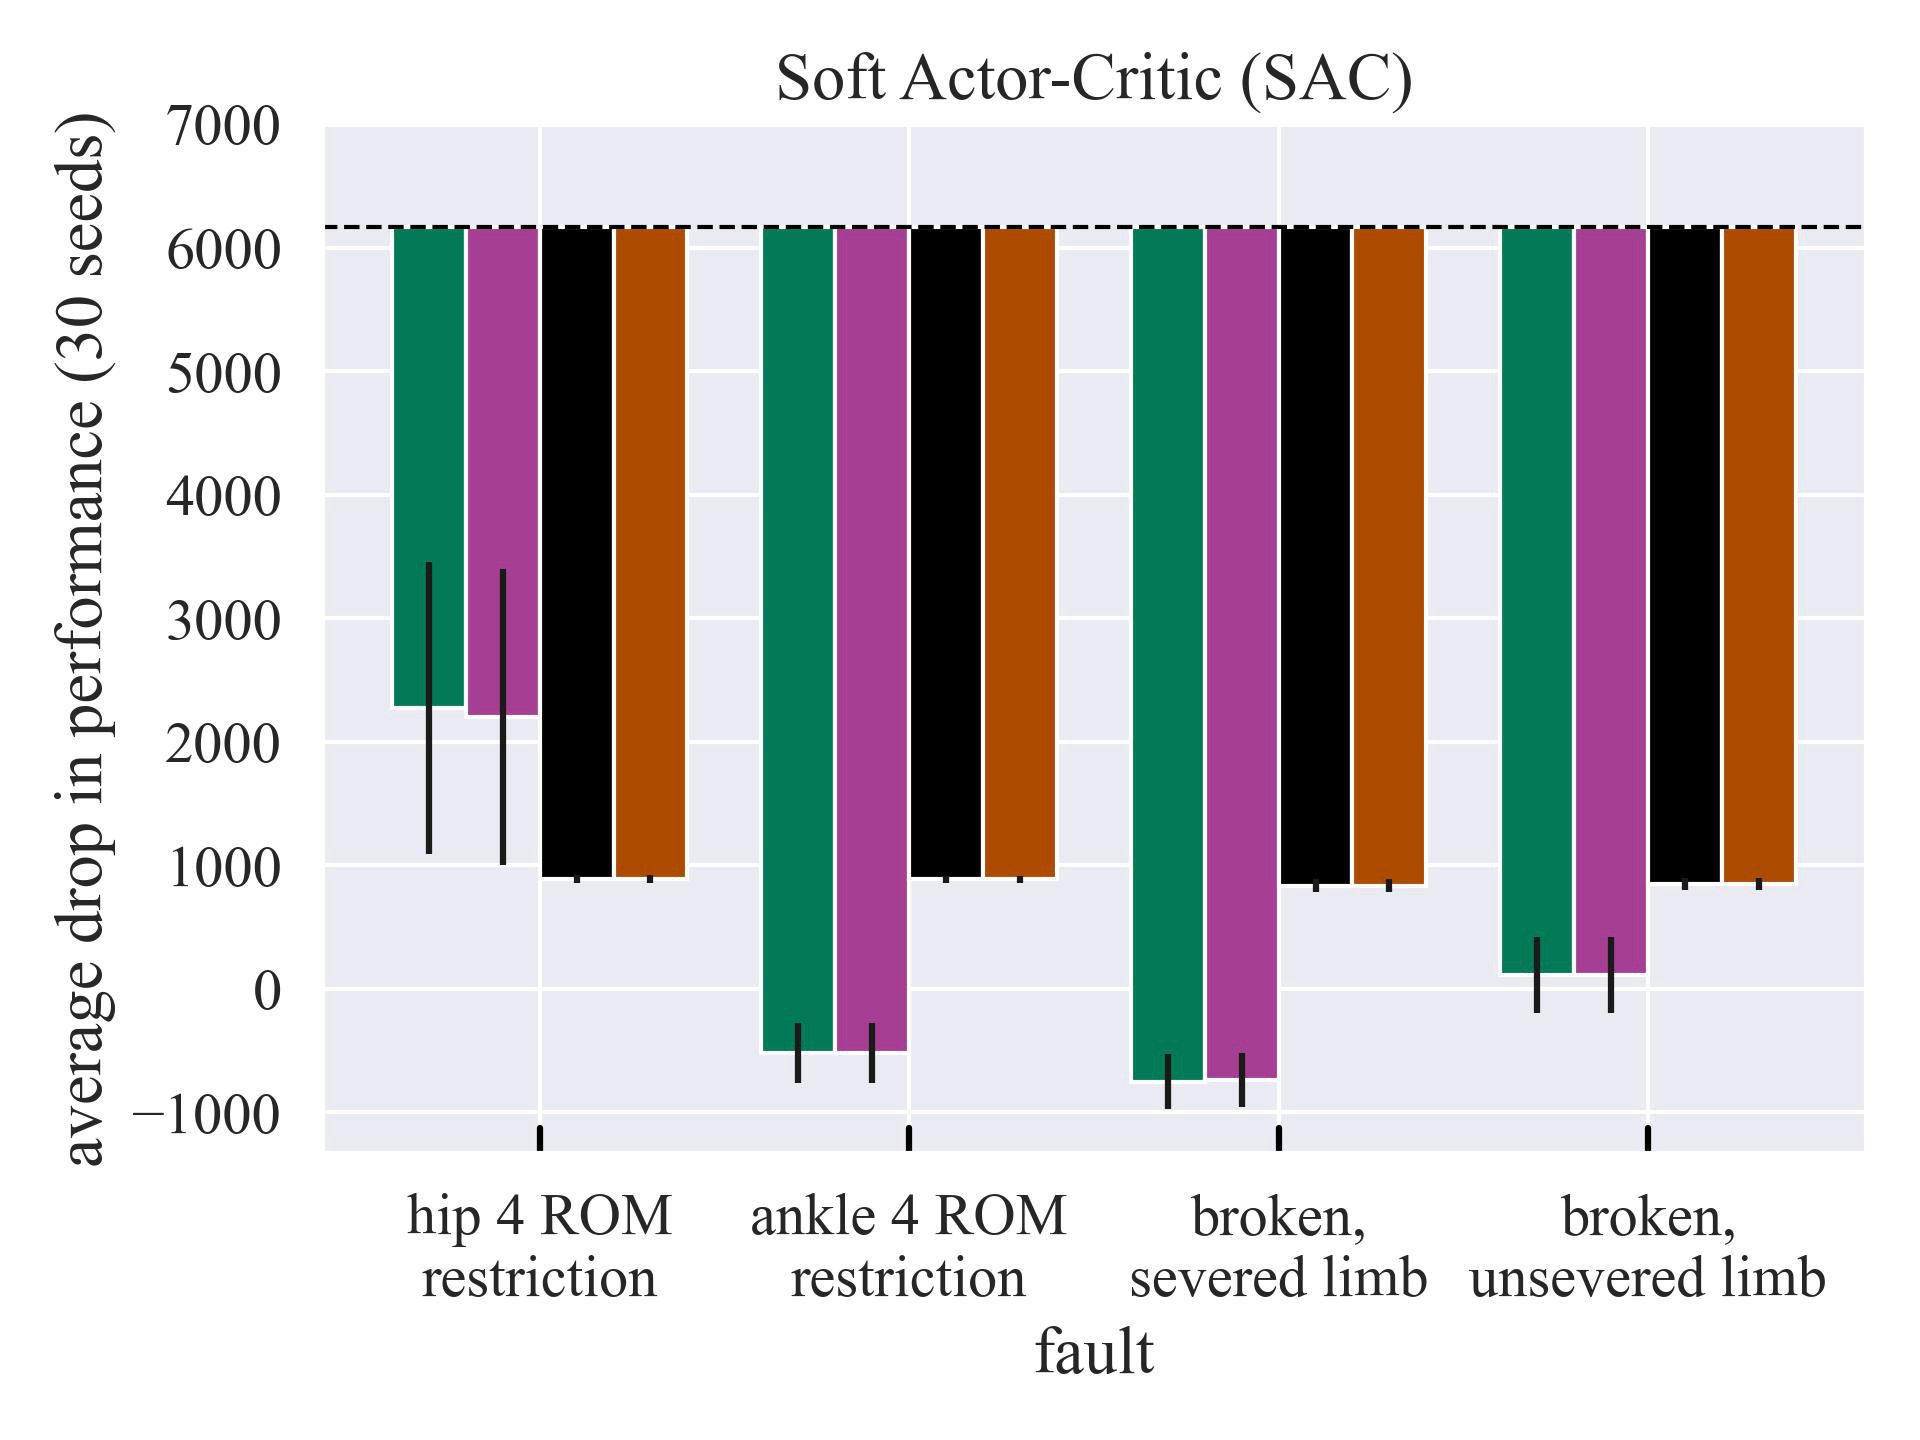 Soft Actor-Critic (SAC)
average drop in performance (30 seeds)
7000
6000
5000
4000
3000
2000
1000
0
−1000
hip 4 ROM
restriction
ankle 4 ROM
restriction
broken,
severed limb
broken,
unsevered limb
fault